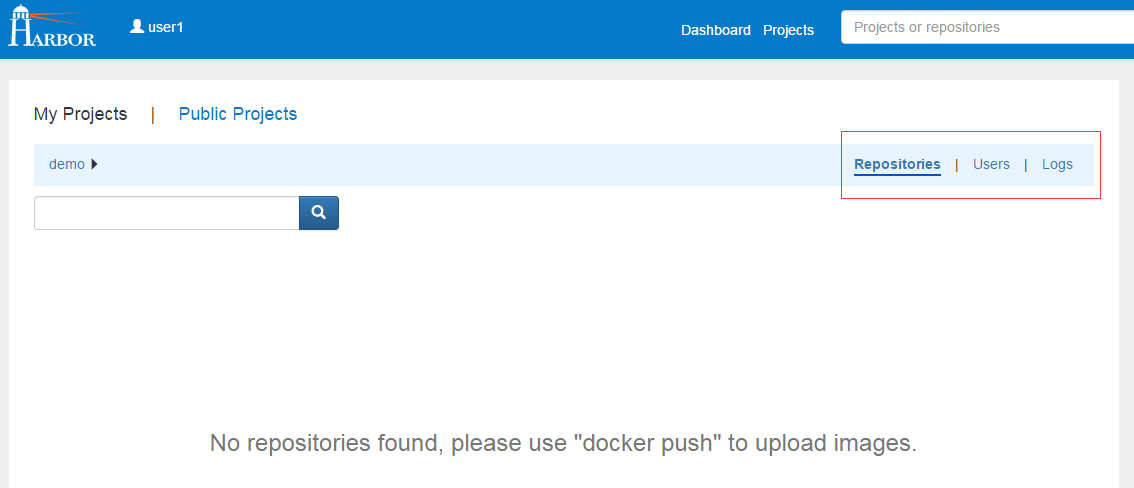 HARBOR
user1
Dashboard Projects
Projects or repositories
My Projects | Public Projects
demo
Repositories | Users | Logs
No repositories found, please use "docker push" to upload images.